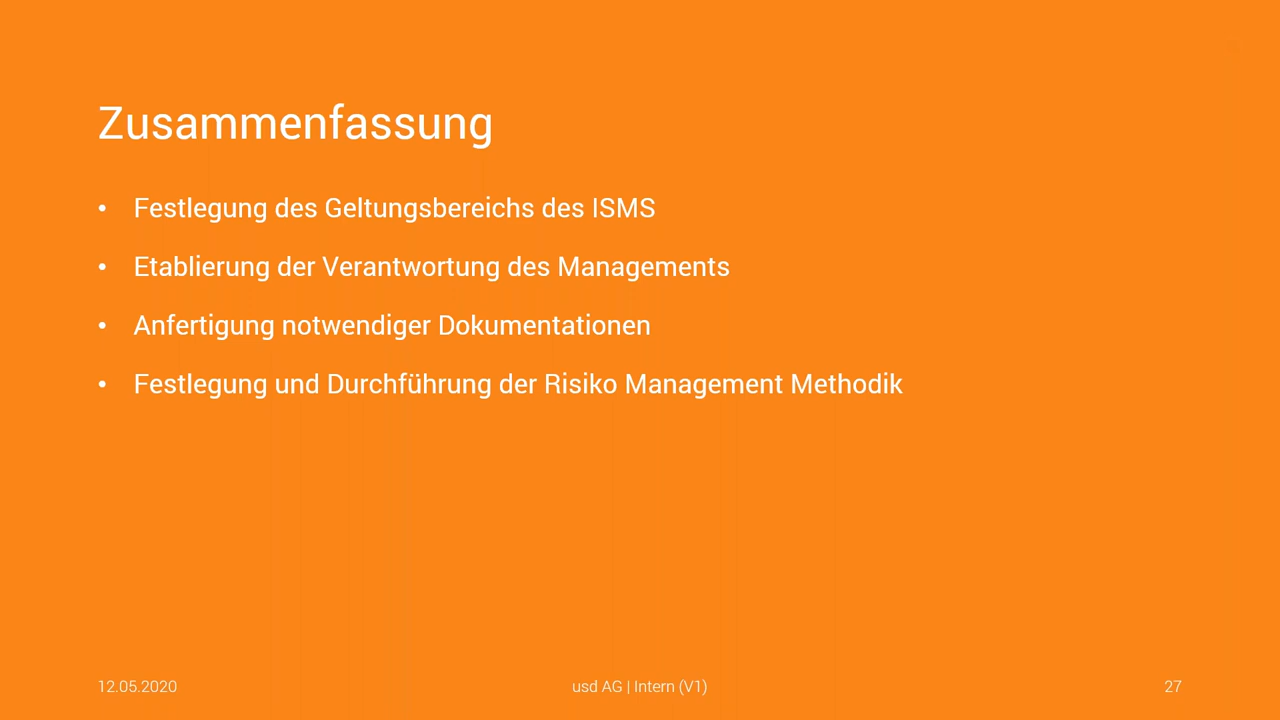 Zusammenfassung
• Festlegung des Geltungsbereichs des ISMS
• Etablierung der Verantwortung des Managements
• Anfertigung notwendiger Dokumentationen
• Festlegung und Durchführung der Risiko Management Methodik
12.05.2020 usd AG | Intern (V1) 27